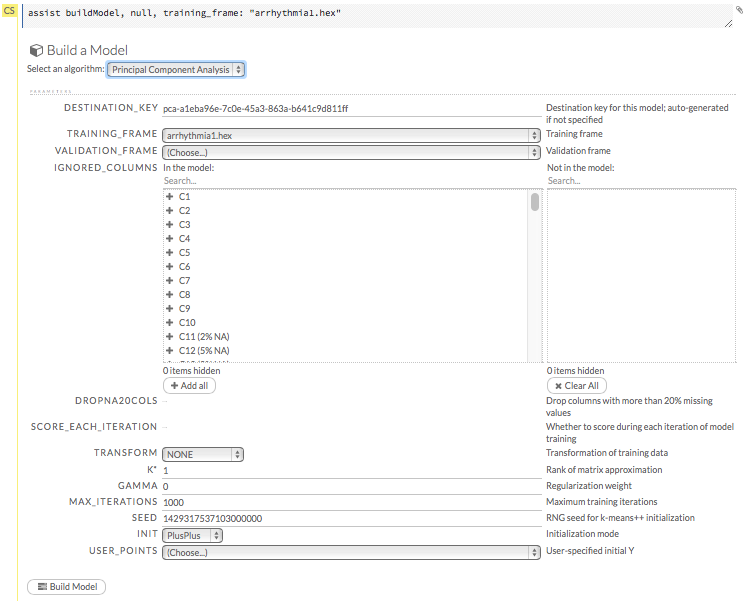 CS
assist buildModel, null, training_frame: "arrhythmia1.hex"
Build a Model
Select an algorithm: Principal Component Analysis
PARAMETERS
DESTINATION_KEY pca-a1eba96e-7c0e-45a3-863a-b641c9d811ff Destination key for this model; auto-generated
if not specified
TRAINING_FRAME arrhythmia1.hex Training frame
VALIDATION_FRAME (Choose...) Validation frame
IGNORED_COLUMNS In the model: Not in the model:
Search... Search...
+ C1
+ C2
+ C3
+ C4
+ C5
+ C6
+ C7
+ C8
+ C9
+ C10
+ C11 (2% NA)
+ C12 (5% NA)
0 items hidden 0 items hidden
+ Add all × Clear All
DROPNA20COLS Drop columns with more than 20% missing
values
SCORE_EACH_ITERATION Whether to score during each iteration of model
training
TRANSFORM NONE Transformation of training data
K* 1 Rank of matrix approximation
GAMMA 0 Regularization weight
MAX_ITERATIONS 1000 Maximum training iterations
SEED 1429317537103000000 RNG seed for k-means++ initialization
INIT PlusPlus Initialization mode
USER_POINTS (Choose...) User-specified initial Y
Build Model